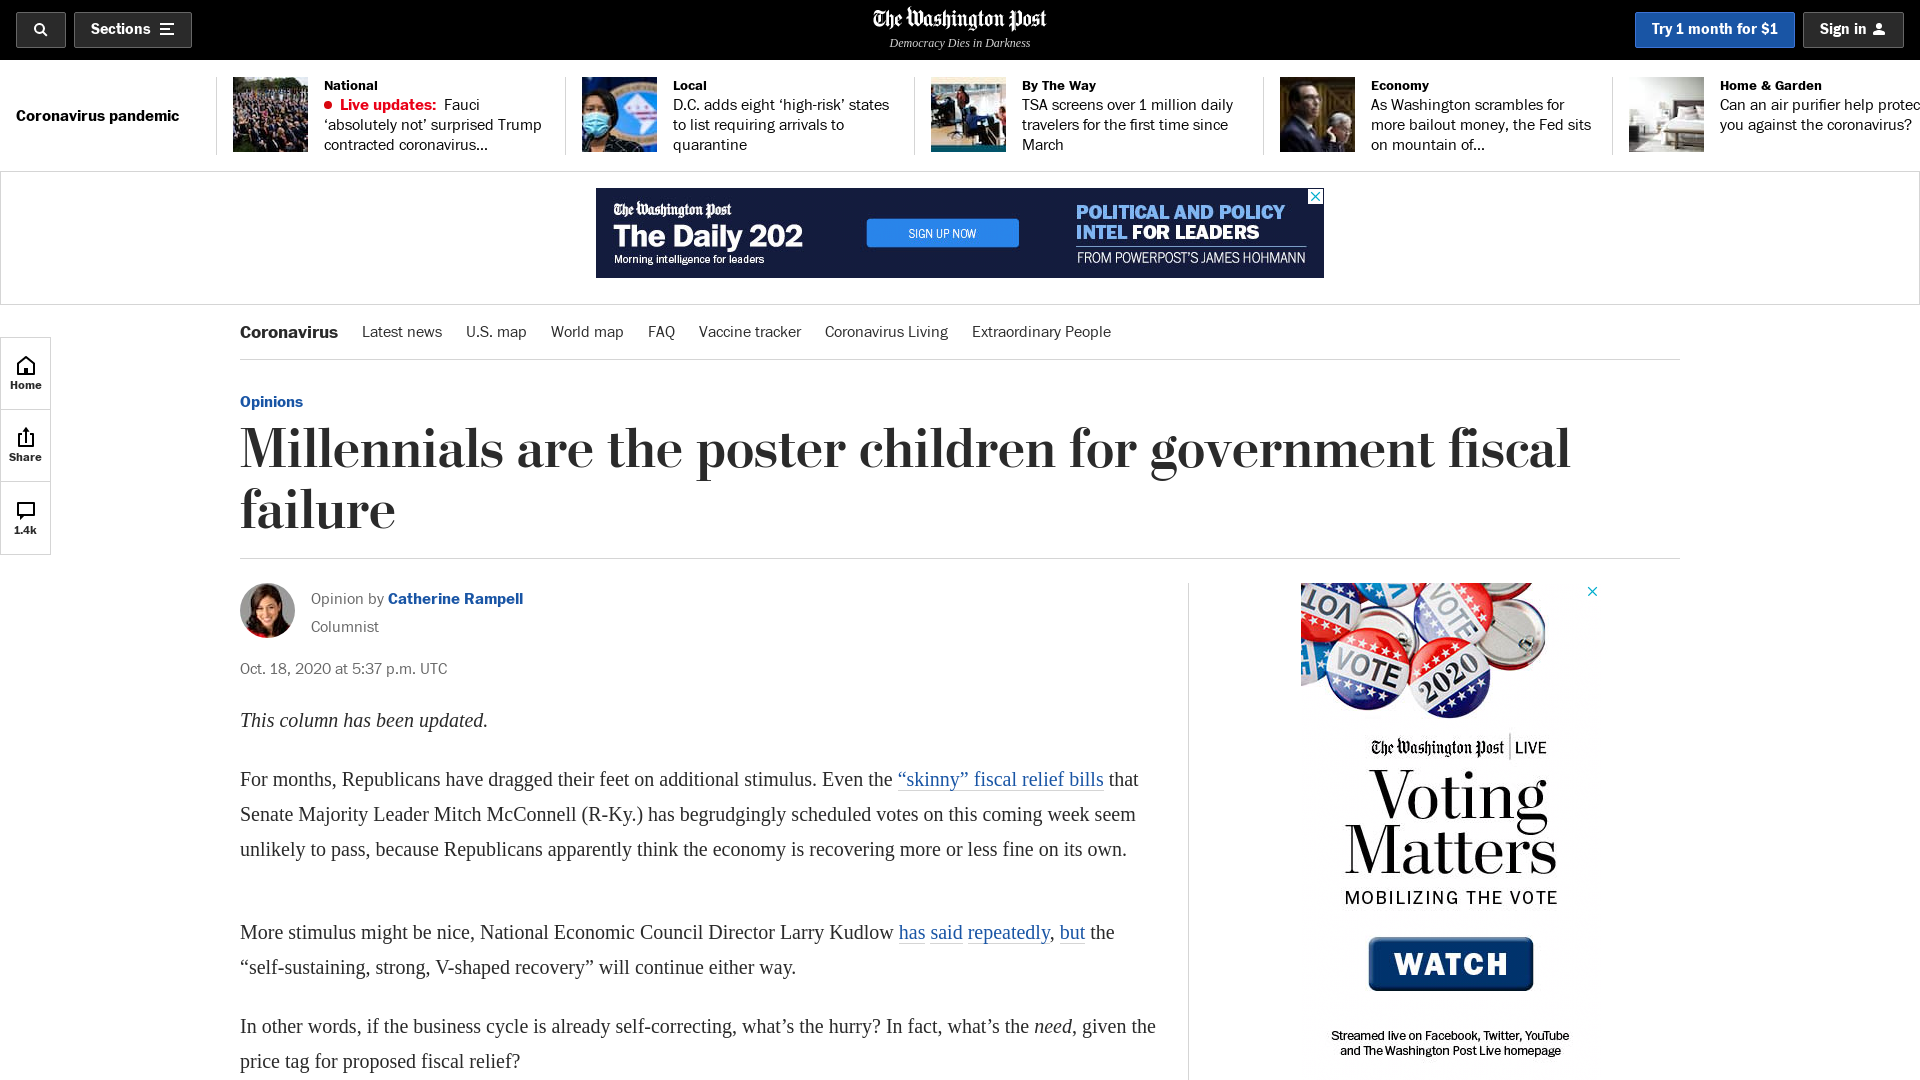 Sections
The Washington Post
Democracy Dies in Darkness
Try 1 month for $1
Sign in
Coronavirus pandemic
National
Live updates: Fauci
‘absolutely not’ surprised Trump
contracted coronavirus...
Local
D.C. adds eight ‘high-risk’ states
to list requiring arrivals to
quarantine
By The Way
TSA screens over 1 million daily
travelers for the first time since
March
Economy
As Washington scrambles for
more bailout money, the Fed sits
on mountain of...
Home & Garden
Can an air purifier help protec
you against the coronavirus?
The Washington Post
The Daily 202
Morning intelligence for leaders
SIGN UP NOW
POLITICAL AND POLICY
INTEL FOR LEADERS
FROM POWERPOST’S JAMES HOHMANN
Coronavirus Latest news U.S. map World map FAQ Vaccine tracker Coronavirus Living Extraordinary People
Home
Share
1.4k
Opinions
Millennials are the poster children for government fiscal
failure
Opinion by Catherine Rampell
Columnist
Oct. 18, 2020 at 5:37 p.m. UTC
This column has been updated.
For months, Republicans have dragged their feet on additional stimulus. Even the “skinny” fiscal relief bills that
Senate Majority Leader Mitch McConnell (R-Ky.) has begrudgingly scheduled votes on this coming week seem
unlikely to pass, because Republicans apparently think the economy is recovering more or less fine on its own.
More stimulus might be nice, National Economic Council Director Larry Kudlow has said repeatedly, but the
“self-sustaining, strong, V-shaped recovery” will continue either way.
In other words, if the business cycle is already self-correcting, what’s the hurry? In fact, what’s the need, given the
price tag for proposed fiscal relief?
VOT
VOTE
VOTE
2020
The Washington Post LIVE
Voting
Matters
MOBILIZING THE VOTE
WATCH
Streamed live on Facebook, Twitter, YouTube
and The Washington Post Live homepage